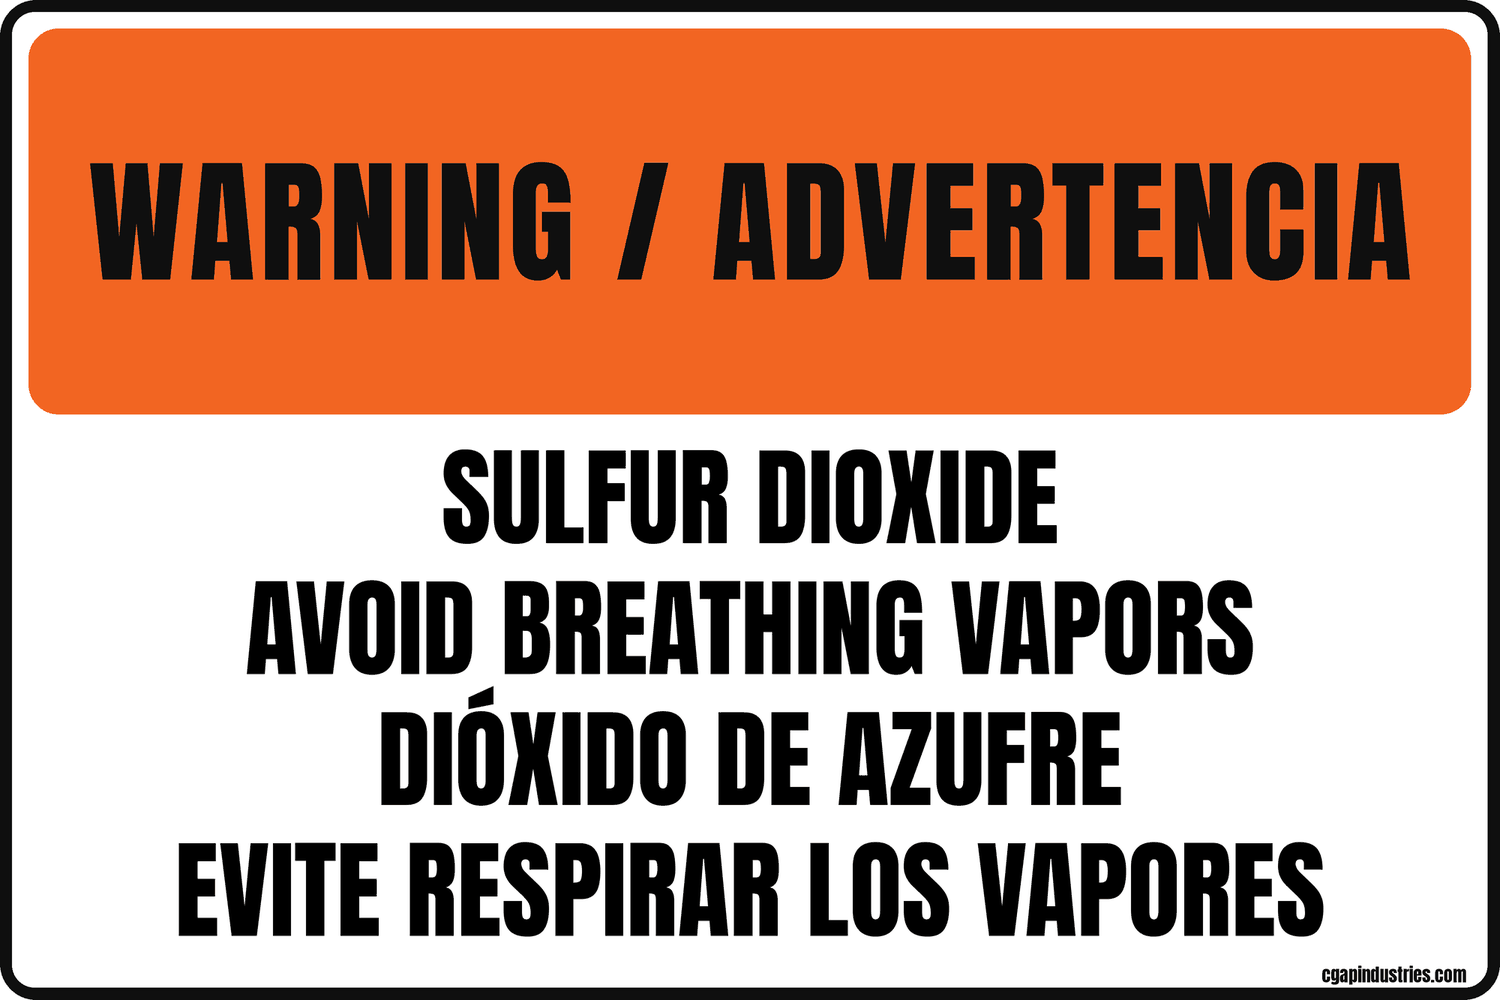 WARNING / ADVERTENCIA
SULFUR DIOXIDE
AVOID BREATHING VAPORS
DIÓXIDO DE AZUFRE
EVITE RESPIRAR LOS VAPORES
cgapindustries.com